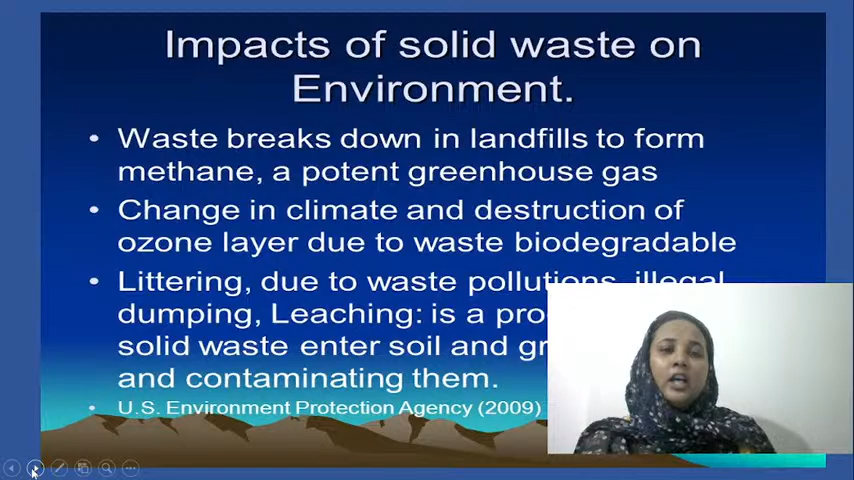 Impacts of solid waste on
Environment.
• Waste breaks down in landfills to form
methane, a potent greenhouse gas
• Change in climate and destruction of
ozone layer due to waste biodegradable
• Littering, due to waste pollutions, illegal
dumping, Leaching: is a
solid waste enter soil and
and contaminating them.
• U.S. Environment Protection Agency (2009)